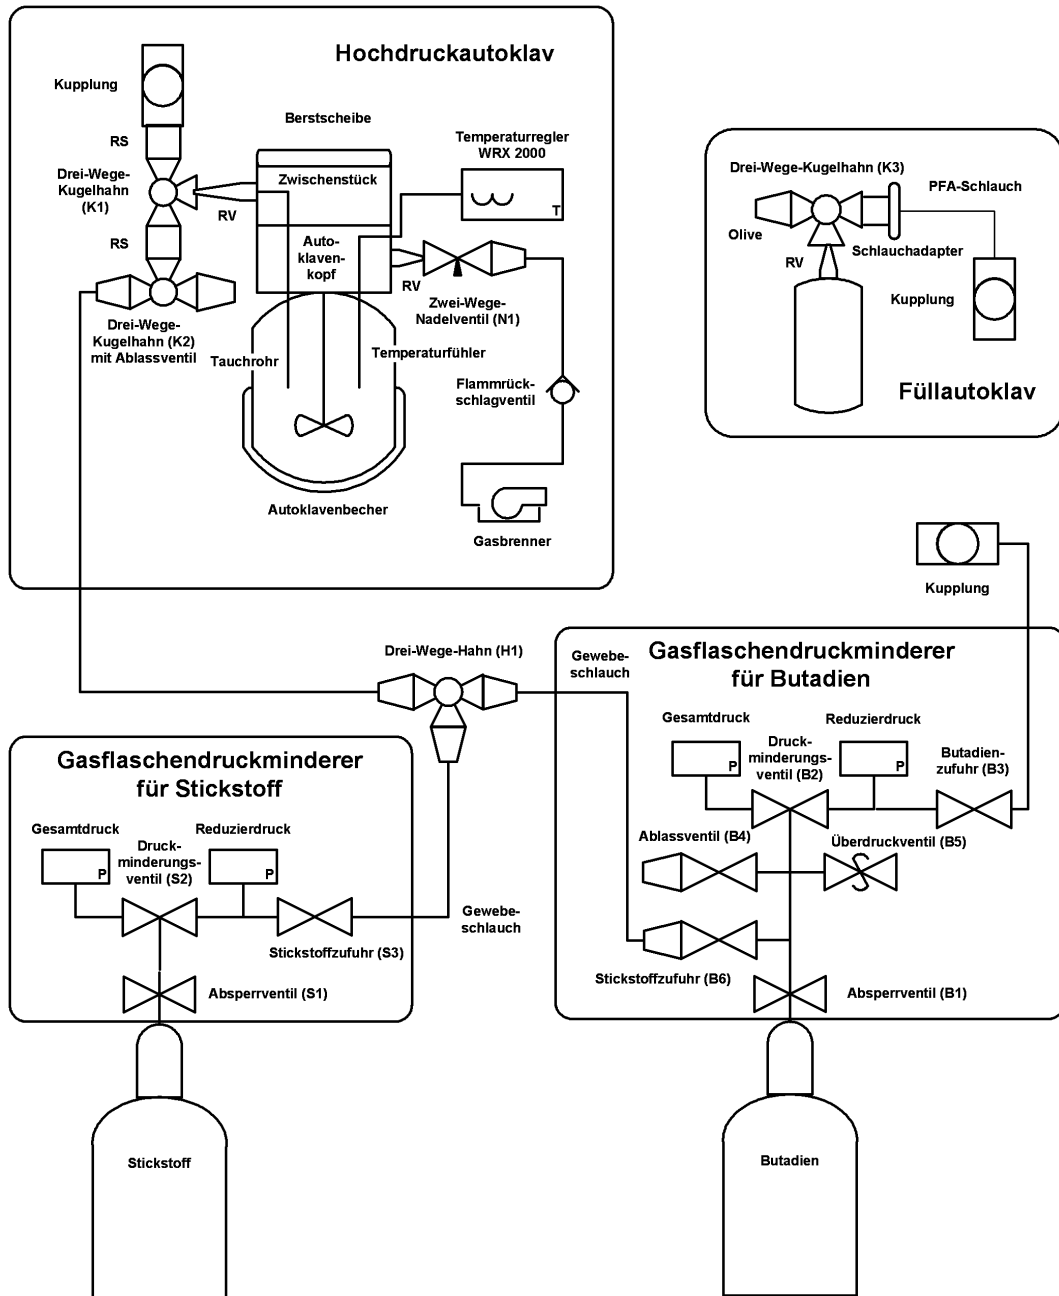 Hochdruckautoklav
Kupplung
RS
Drei-Wege-
Kugelhahn
(K1)
RS
Drei-Wege-
Kugelhahn (K2)
mit Ablassventil
RV
Berstscheibe
Zwischenstück
Auto-
klaven-
kopf
Temperaturregler
WRX 2000
T
RV
Zwei-Wege-
Nadelventil (N1)
Tauchrohr
Temperaturfühler
Flammrück-
schlagventil
Autoklavenbecher
Gasbrenner
Drei-Wege-Kugelhahn (K3)
PFA-Schlauch
Olive
RV
Schlauchadapter
Kupplung
Füllautoklav
Kupplung
Drei-Wege-Hahn (H1)
Gewebe-
schlauch
Gasflaschendruckminderer
für Butadien
Gesamtdruck
P
Druck-
minderungs-
ventil (B2)
Reduzierdruck
P
Butadien-
zufuhr (B3)
Ablassventil (B4)
Überdruckventil (B5)
Stickstoffzufuhr (B6)
Absperrventil (B1)
Butadien
Gasflaschendruckminderer
für Stickstoff
Gesamtdruck
P
Druck-
minderungs-
ventil (S2)
Reduzierdruck
P
Stickstoffzufuhr (S3)
Gewebe-
schlauch
Absperrventil (S1)
Stickstoff